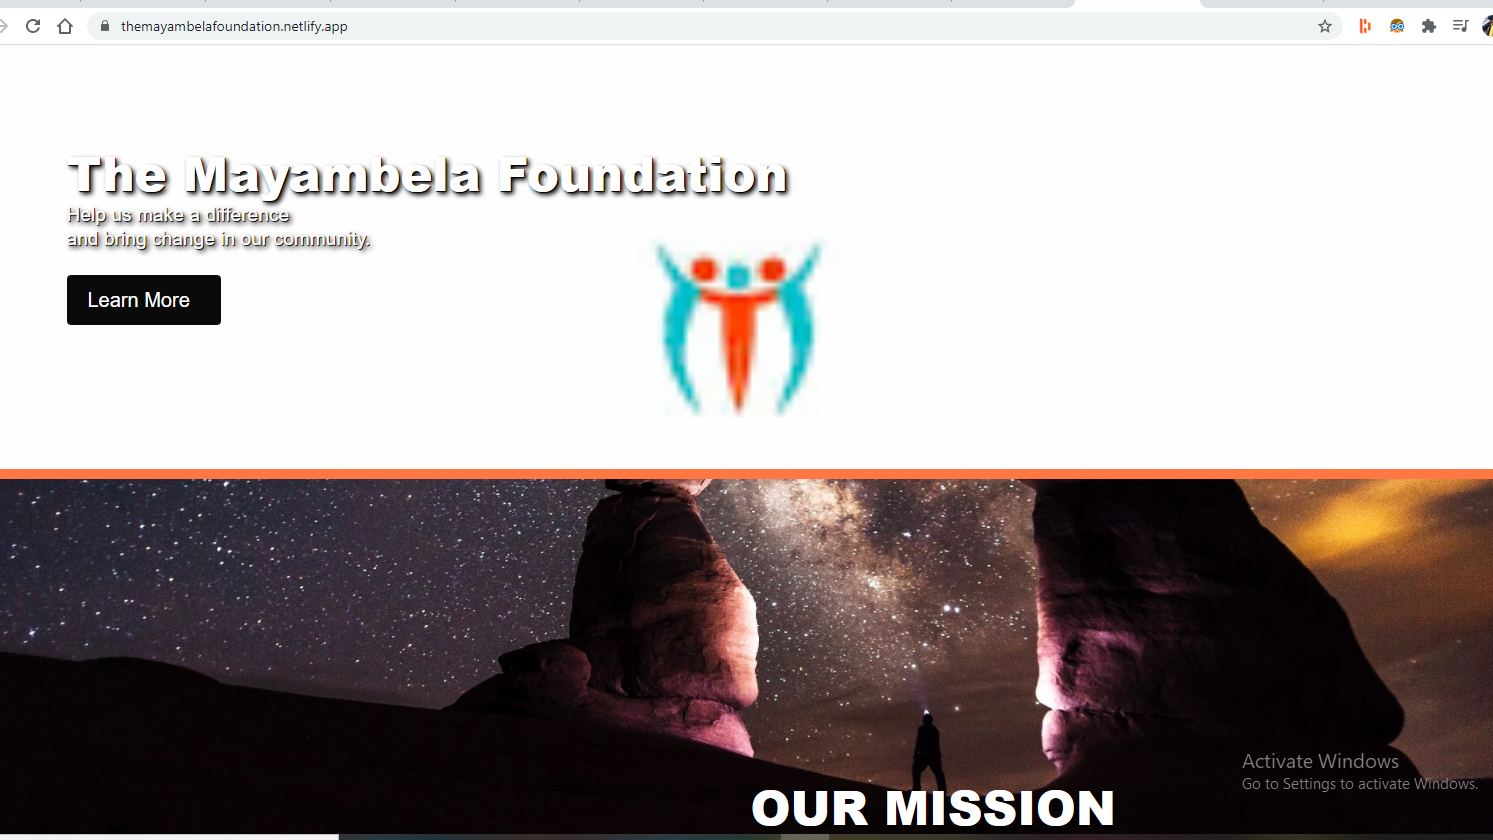 themayambelafoundation.netlify.app
The Mayambela Foundation
Help us make a difference
and bring change in our community.
Learn More
Activate Windows
Go to Settings to activate Windows.
OUR MISSION